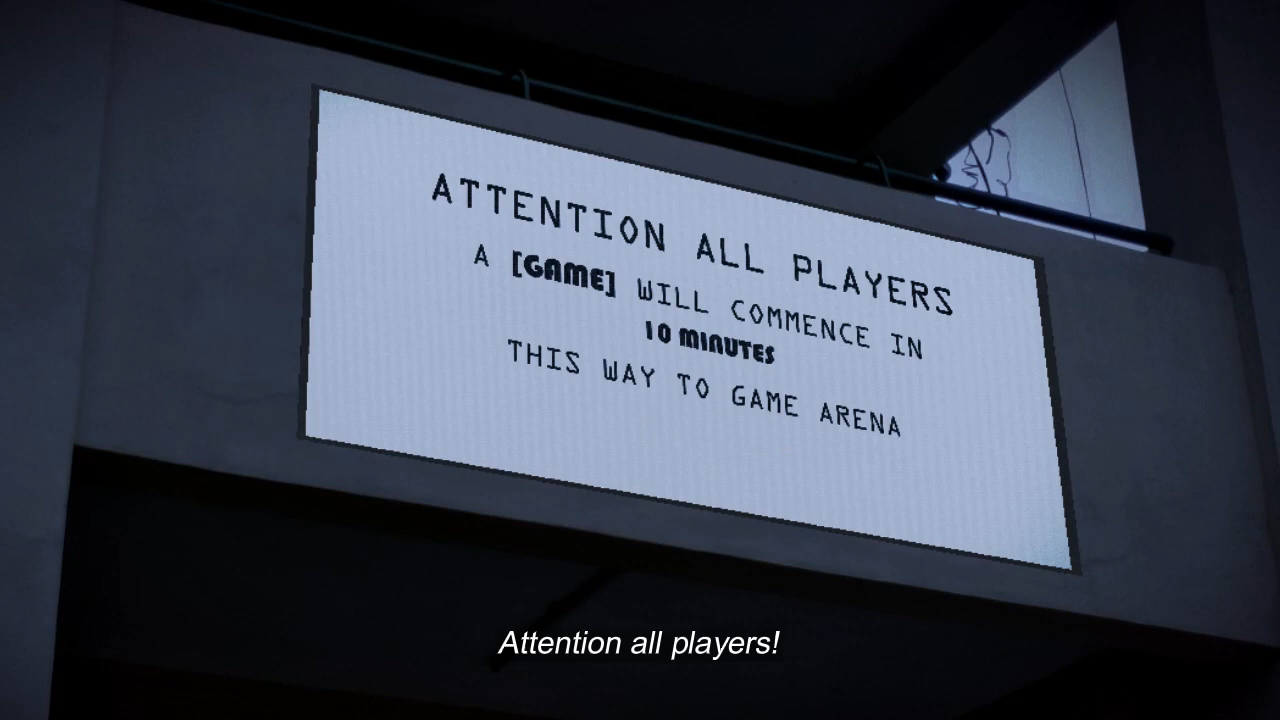 ATTENTION ALL PLAYERS
A [GAME] WILL COMMENCE IN
10 MINUTES
THIS WAY TO GAME ARENA
Attention all players!